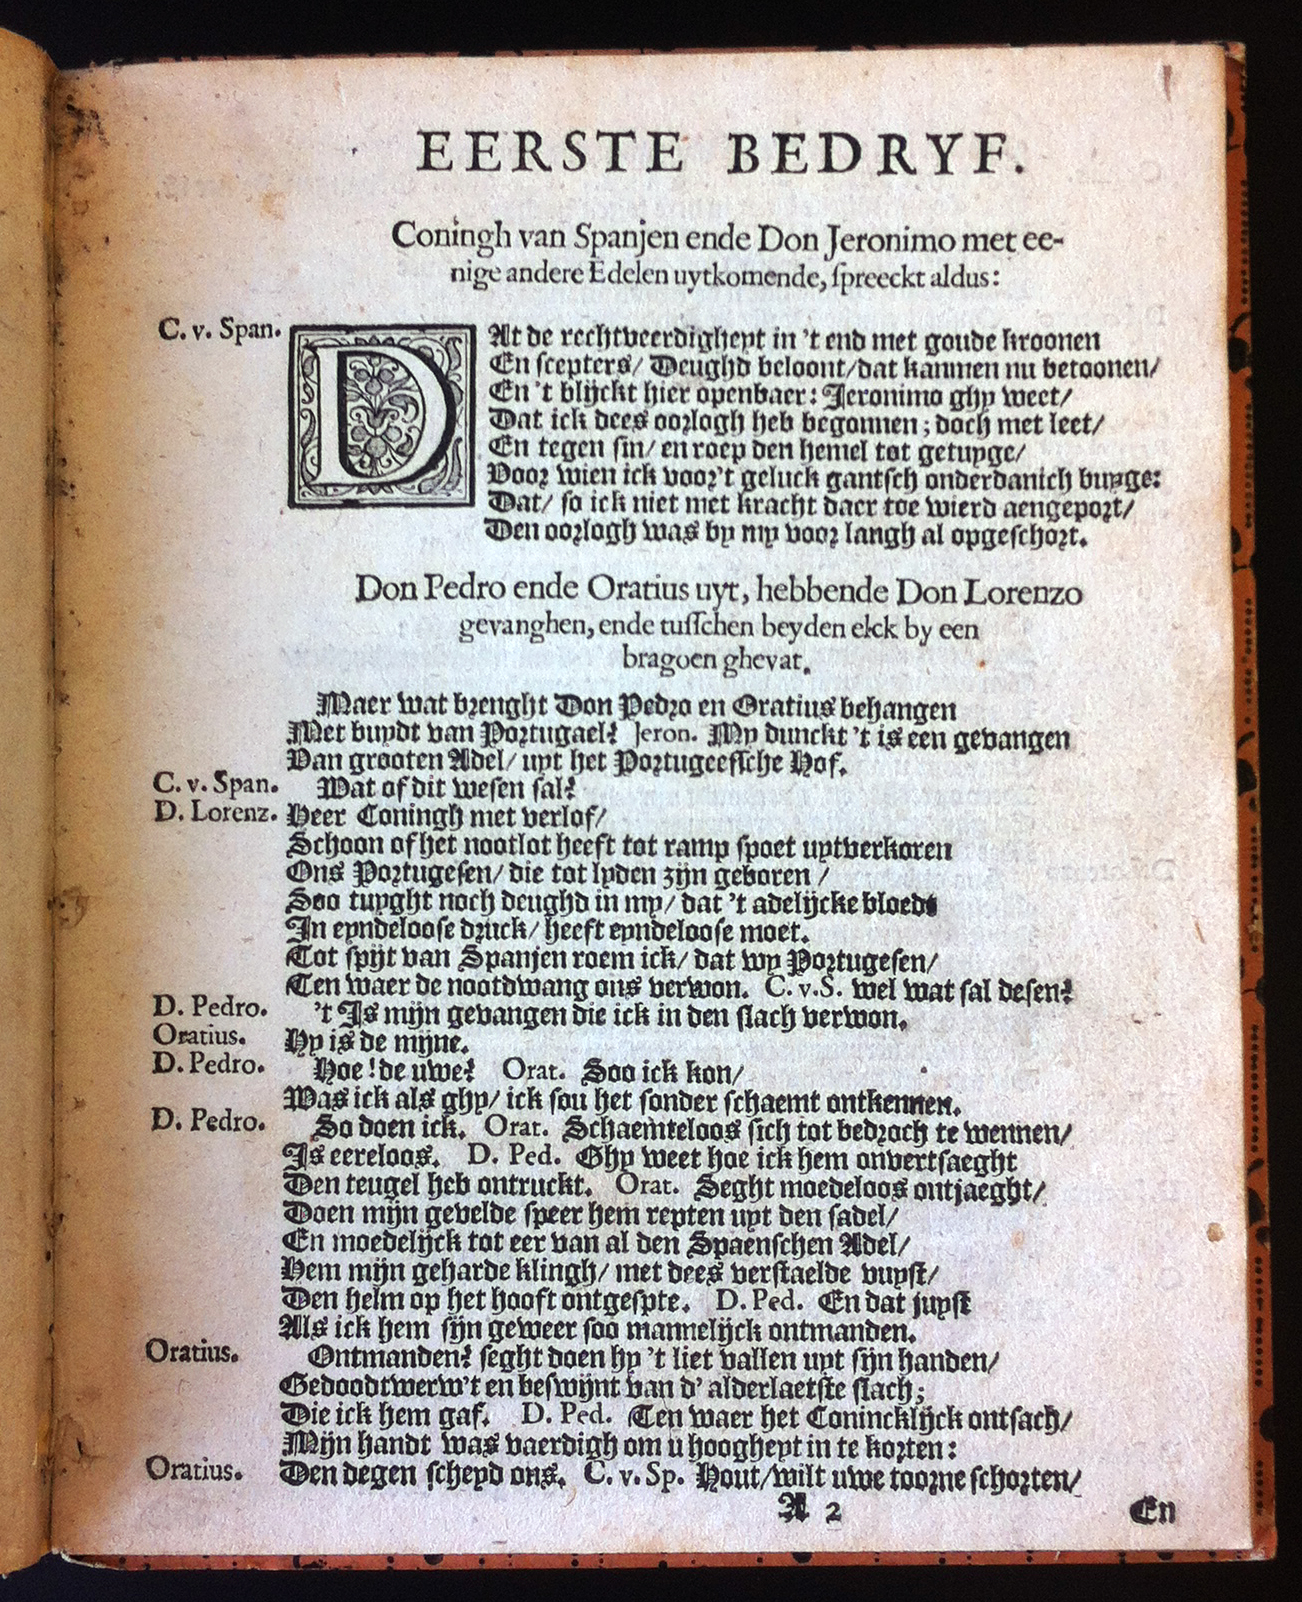 EERSTE BEDRYF.
Coningh van Spanjen ende Don Jeronimo met ee-
nige andere Edelen uytkomende, spreeckt aldus:
C. v. Span. DAt de rechtveerdigheyt in 't end met goude kroonen
En scepters/ Deughd beloont/dat kanmen nu betoonen/
En 't blijckt hier openbaer: Jeronimo ghy weet/
Dat ick dees oorlogh heb begonnen; doch met leet/
En tegen sin/ en roep den hemel tot getuyge/
Voor wien ick voor't geluck gantsch onderdanich buyge:
Dat/ so ick niet met kracht daer toe wierd aengeport/
Den oorlogh was by my voor langh al opgeschort.
Don Pedro ende Oratius uyt, hebbende Don Lorenzo
gevanghen, ende tusschen beyden elck by een
bragoen ghevat.
Maer wat brenght Don Pedro en Oratius behangen
Met buydt van Portugael? Jeron. My dunckt 't is een gevangen
Van grooten Adel/ uyt het Portugeessche Hof.
C. v. Span. Wat of dit wesen sal?
D. Lorenz. Heer Coningh met verlof/
Schoon of het nootlot heeft tot ramp spoet uytverkoren
Ons Portugesen/ die tot lyden zijn geboren /
Soo tuyght noch deughd in my/ dat 't adelijcke bloedt
In eyndeloose druck/ heeft eyndeloose moet.
Tot spijt van Spanjen roem ick/ dat wy Portugesen/
Ten waer de nootdwang ons verwon. C. v. S. wel wat sal desen?
D. Pedro. 't Is mijn gevangen die ick in den slach verwon.
Oratius. Hy is de mijne.
D. Pedro. Hoe! de uwe? Orat. Soo ick kon/
Was ick als ghy/ ick sou het sonder schaemt ontkennen.
D. Pedro. So doen ick. Orat. Schaemteloos sich tot bedroch te wennen/
Is eereloos. D. Ped. Ghy weet hoe ick hem onvertsaeght
Den teugel heb ontruckt. Orat. Seght moedeloos ontjaeght/
Doen mijn gevelde speer hem repten uyt den sadel/
En moedelijck tot eer van al den Spaenschen Adel/
Hem mijn geharde klingh/ met dees verstaelde vuyst/
Den helm op het hooft ontgespte. D. Ped. En dat juyst
Als ick hem sijn geweer soo mannelijck ontmanden.
Oratius. Ontmanden? seght doen hy 't liet vallen uyt sijn handen/
Gedoodtwerw't en beswijnt van d' alderlaetste slach;
Die ick hem gaf. D. Ped. Ten waer het Conincklijck ontsach/
Mijn handt was vaerdigh om u hoogheyt in te korten:
Oratius. Den degen scheyd ons. C. v. Sp. Hout/wilt uwe toorne schorten/
A 2 En